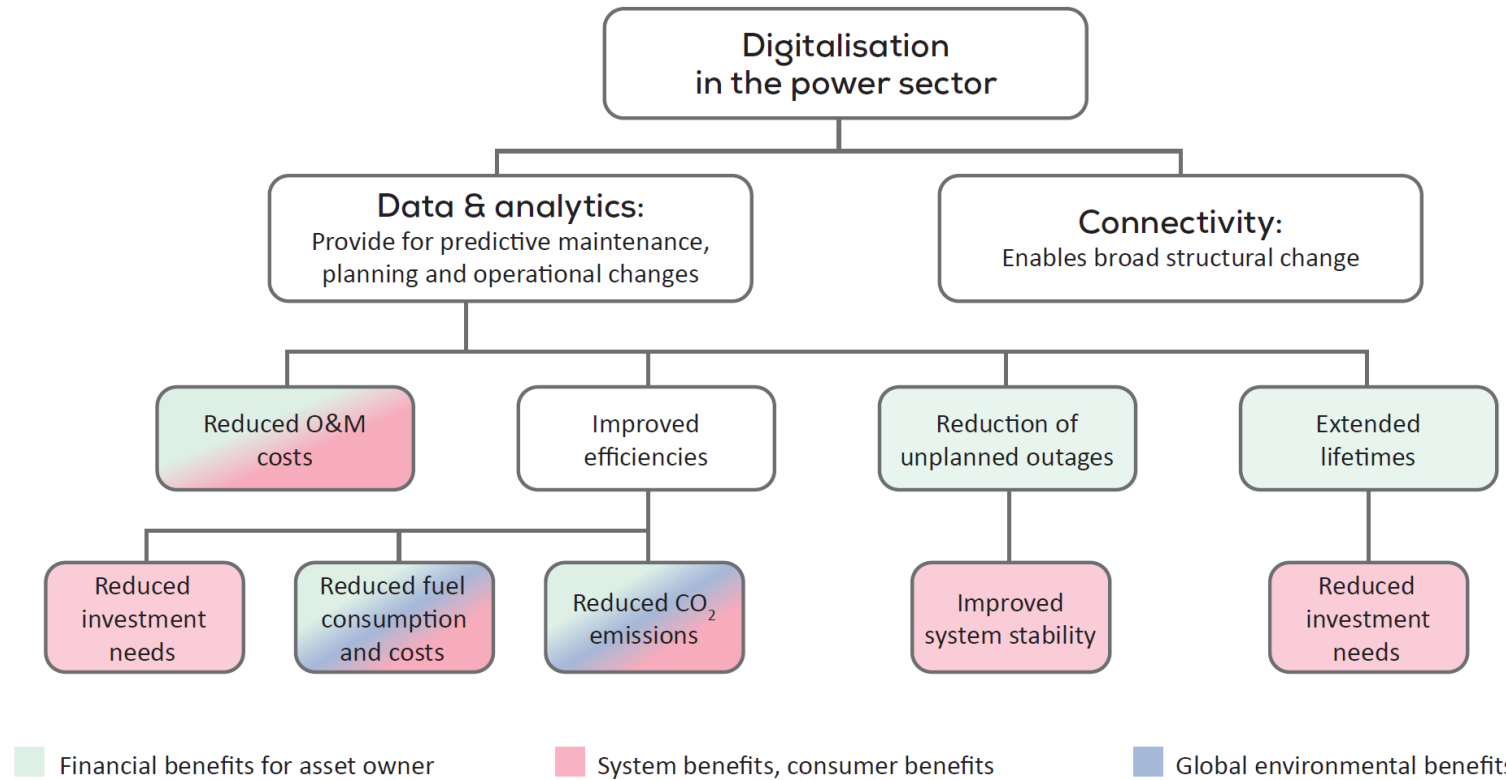 Digitalisation
in the power sector
Data & analytics:
Provide for predictive maintenance,
planning and operational changes
Connectivity:
Enables broad structural change
Reduced O&M
costs
Improved
efficiencies
Reduction of
unplanned outages
Extended
lifetimes
Reduced
investment
needs
Reduced fuel
consumption
and costs
Reduced CO₂
emissions
Improved
system stability
Reduced
investment
needs
Financial benefits for asset owner
System benefits, consumer benefits
Global environmental benefits